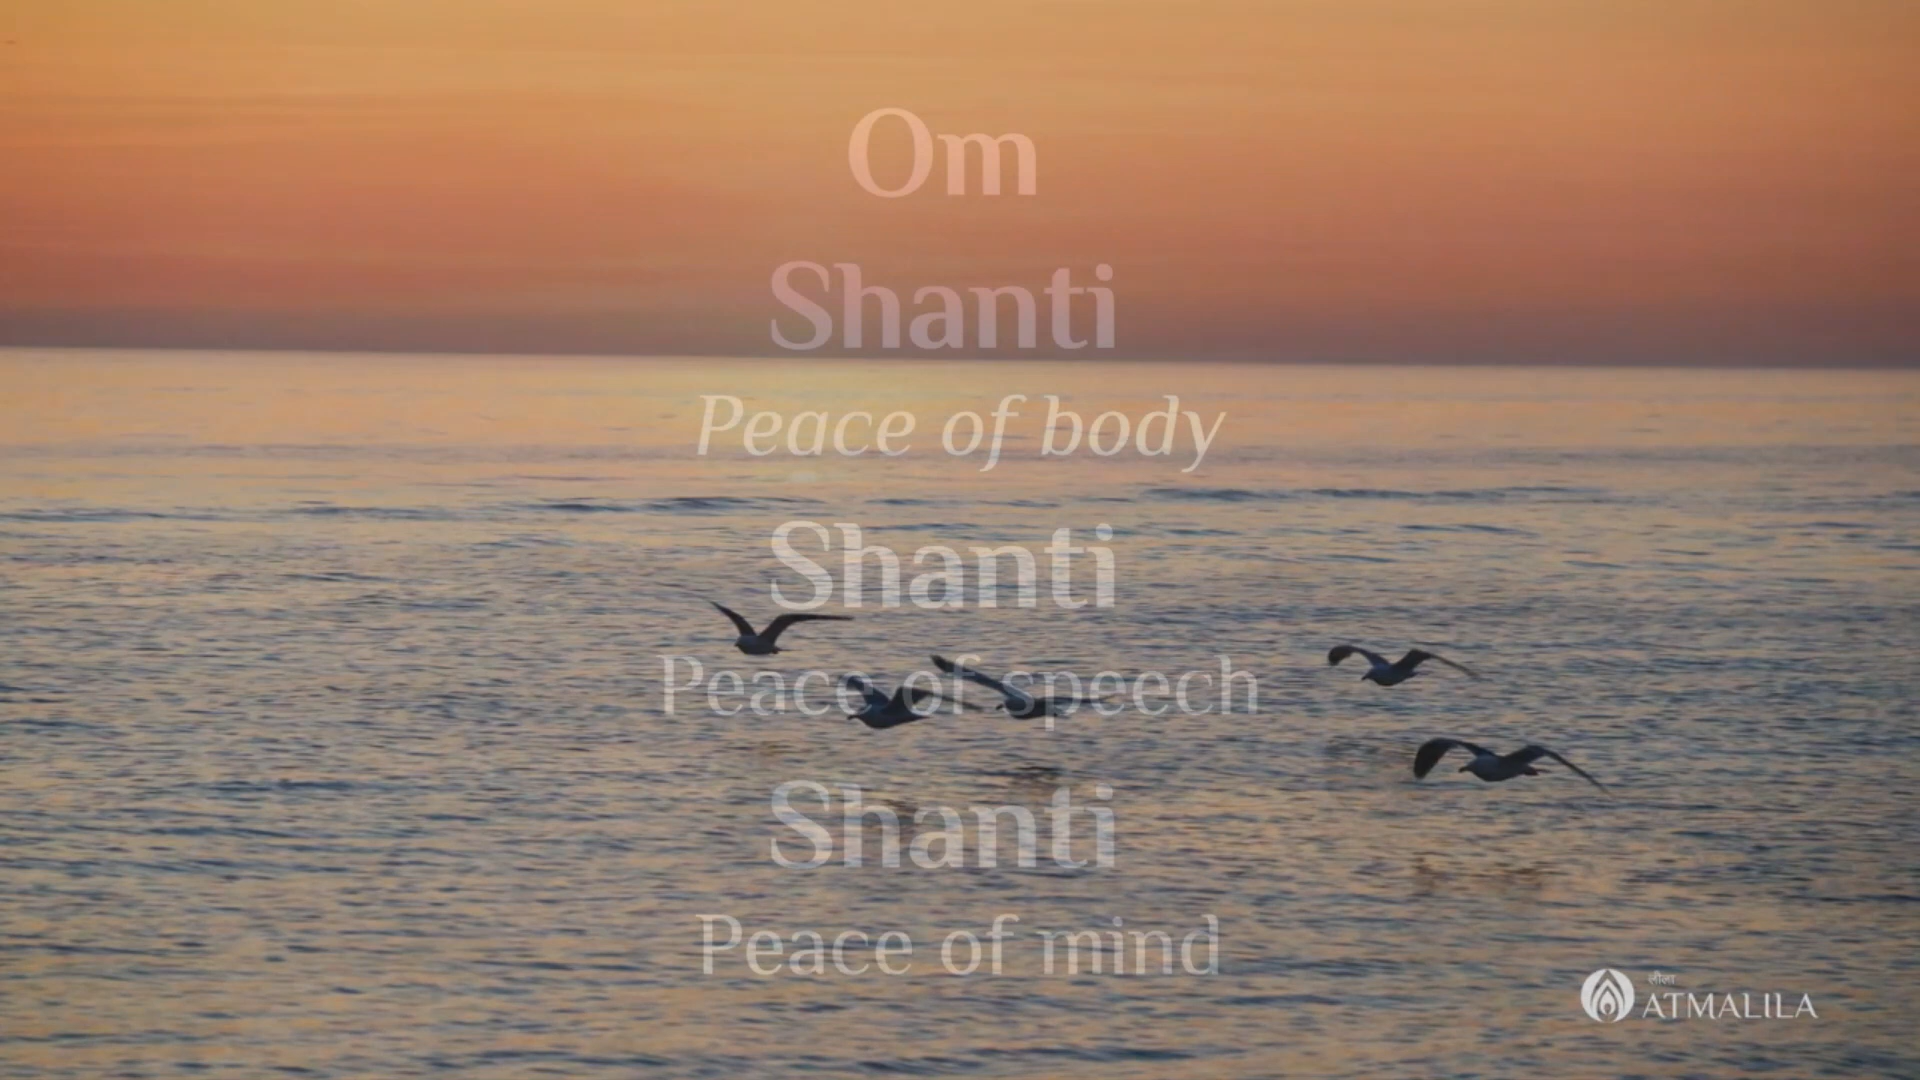 Om
Shanti
Peace of body
Shanti
Peace of speech
Shanti
Peace of mind
लीला
ATMALILA